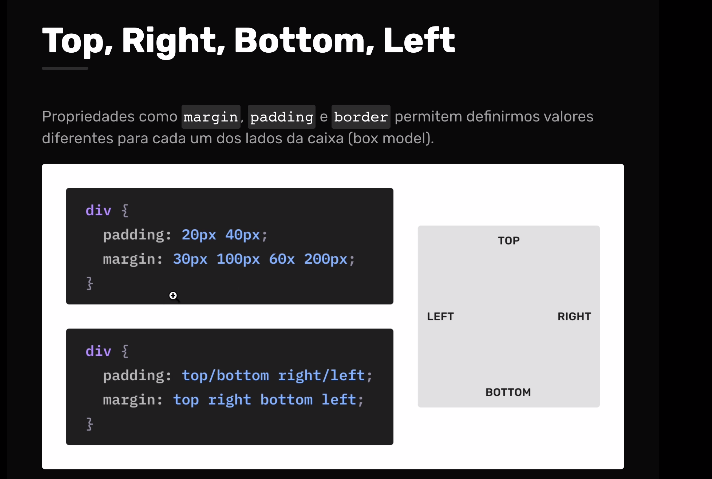 Top, Right, Bottom, Left
Propriedades como margin, padding e border permitem definirmos valores
diferentes para cada um dos lados da caixa (box model).
div {
padding: 20px 40px;
margin: 30px 100px 60x 200px;
}
div {
padding: top/bottom right/left;
margin: top right bottom left;
}
TOP
LEFT RIGHT
BOTTOM